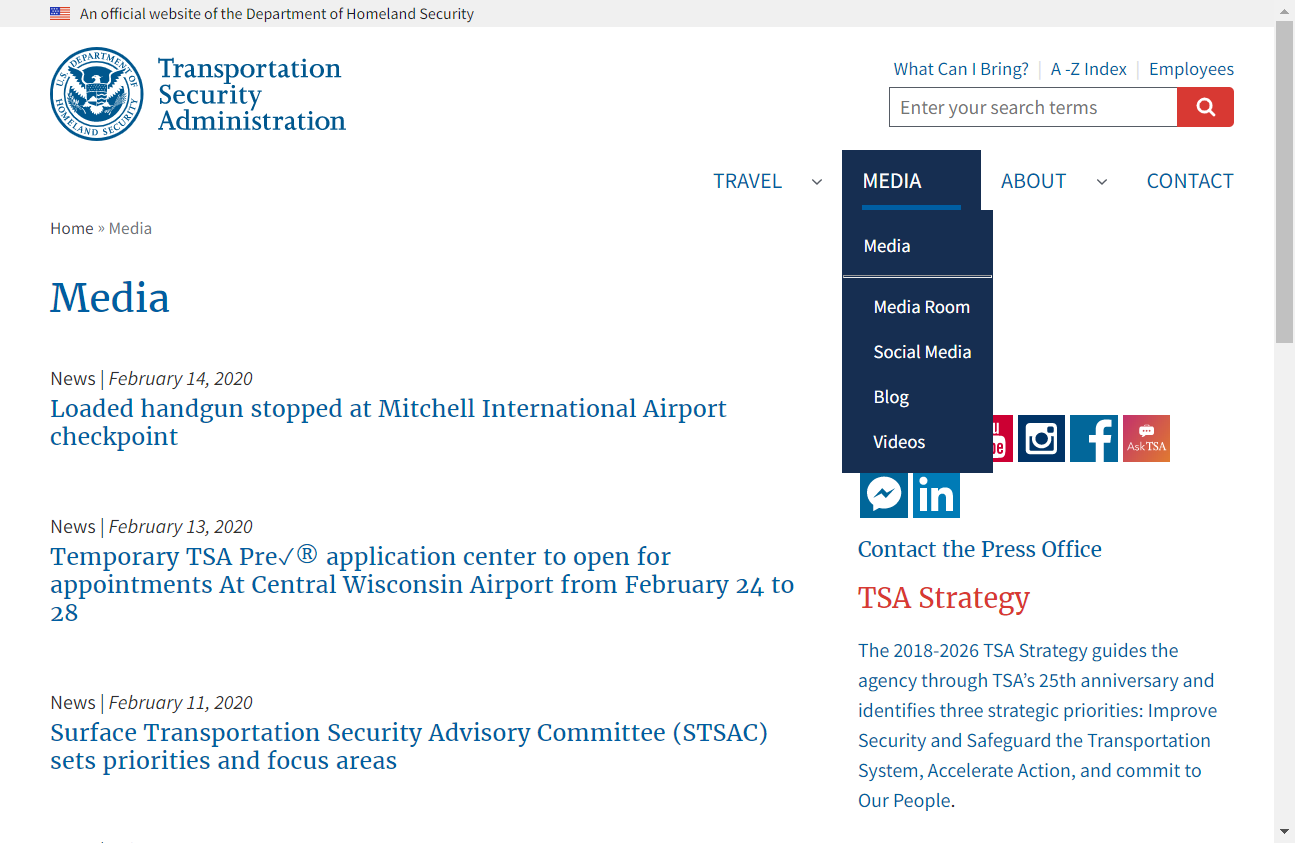 An official website of the Department of Homeland Security
U.S. DEPARTMENT OF
HOMELAND SECURITY
Transportation
Security
Administration
What Can I Bring?
A -Z Index
Employees
Enter your search terms
TRAVEL
MEDIA
ABOUT
CONTACT
Home » Media
Media
Media Room
Social Media
Blog
Videos
Media
News | February 14, 2020
Loaded handgun stopped at Mitchell International Airport
checkpoint
News | February 13, 2020
Temporary TSA Pre✓® application center to open for
appointments At Central Wisconsin Airport from February 24 to
28
News | February 11, 2020
Surface Transportation Security Advisory Committee (STSAC)
sets priorities and focus areas
AskTSA
in
Contact the Press Office
TSA Strategy
The 2018-2026 TSA Strategy guides the
agency through TSA’s 25th anniversary and
identifies three strategic priorities: Improve
Security and Safeguard the Transportation
System, Accelerate Action, and commit to
Our People.